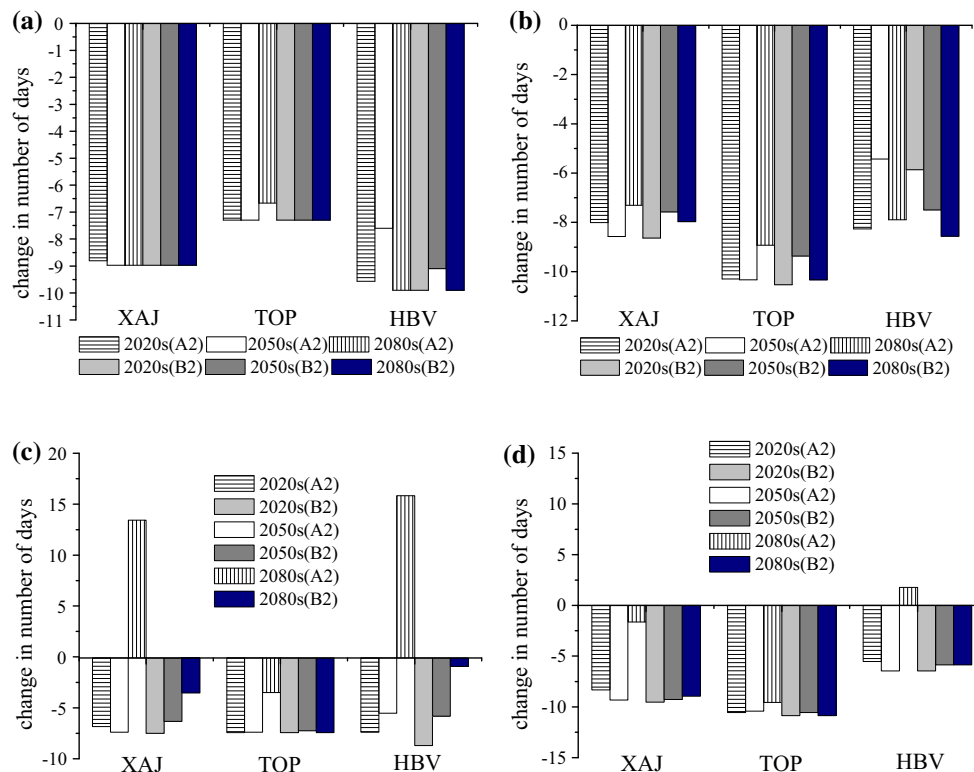 (a)
0
-1
-2
-3
-4
-5
-6
-7
-8
-9
-10
-11
change in number of days
XAJ TOP HBV
2020s(A2) 2050s(A2) 2080s(A2)
2020s(B2) 2050s(B2) 2080s(B2)
(b)
0
-2
-4
-6
-8
-10
-12
change in number of days
XAJ TOP HBV
2020s(A2) 2050s(A2) 2080s(A2)
2020s(B2) 2050s(B2) 2080s(B2)
(c)
20
15
10
5
0
-5
-10
change in number of days
2020s(A2)
2020s(B2)
2050s(A2)
2050s(B2)
2080s(A2)
2080s(B2)
XAJ TOP HBV
(d)
15
10
5
0
-5
-10
-15
change in number of days
2020s(A2)
2020s(B2)
2050s(A2)
2050s(B2)
2080s(A2)
2080s(B2)
XAJ TOP HBV